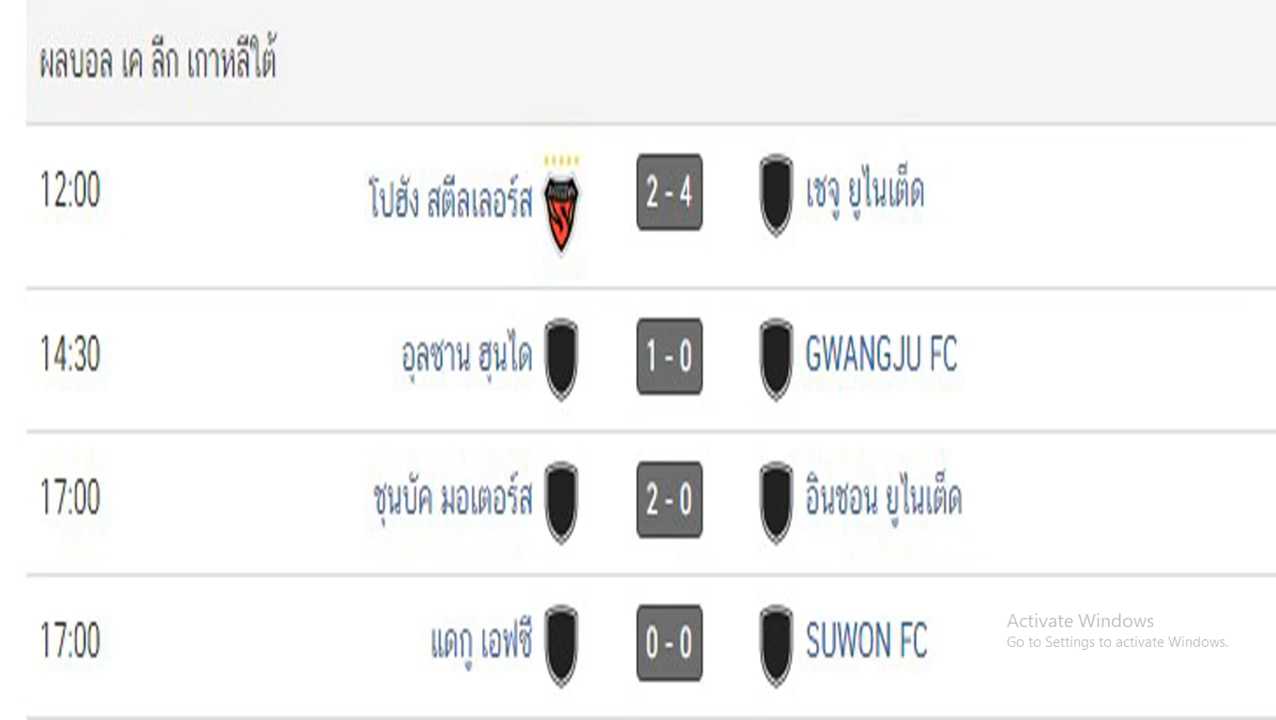 ผลบอล เค ลีก เกาหลีใต้
12:00 โปฮัง สตีลเลอร์ส 2 - 4 เชจู ยูไนเต็ด
14:30 อุลซาน ฮุนได 1 - 0 GWANGJU FC
17:00 ชุนบัค มอเตอร์ส 2 - 0 อินชอน ยูไนเต็ด
17:00 แดกู เอฟซี 0 - 0 SUWON FC
Activate Windows
Go to Settings to activate Windows.